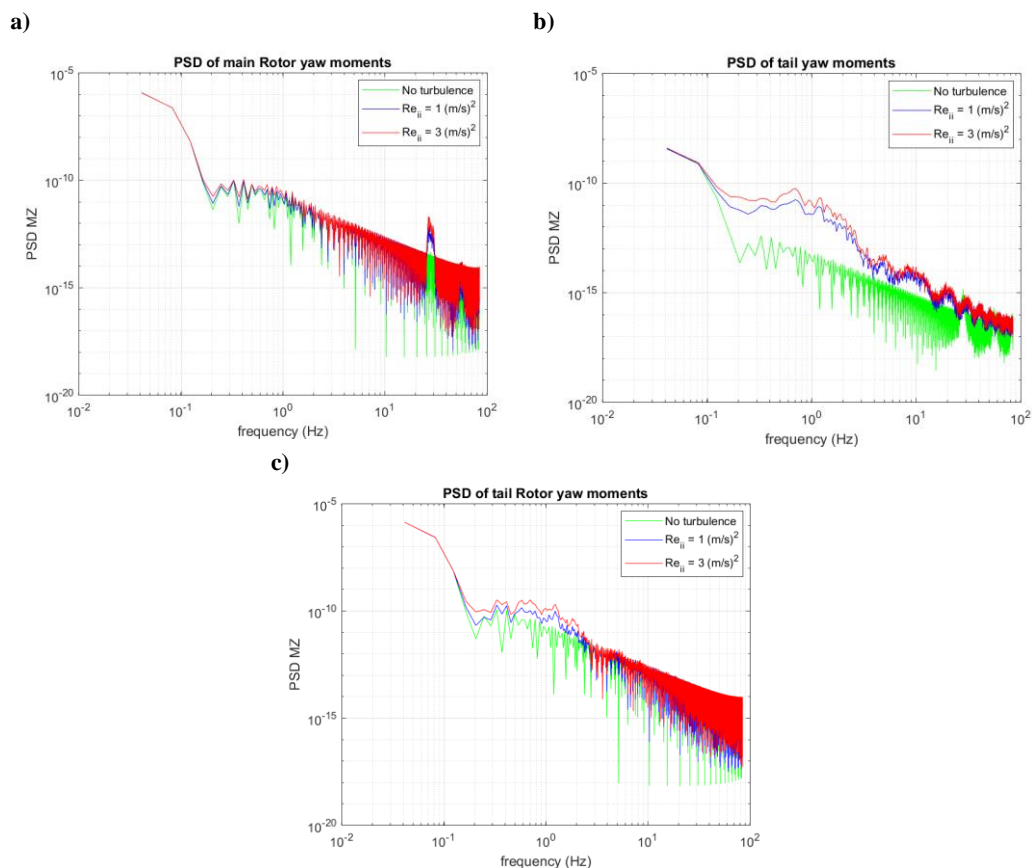 a)
PSD of main Rotor yaw moments
10^-5
10^-10
10^-15
10^-20
PSD MZ
No turbulence
Re_ii = 1 (m/s)^2
Re_ii = 3 (m/s)^2
10^-2
10^-1
10^0
10^1
10^2
frequency (Hz)
b)
PSD of tail yaw moments
10^-5
10^-10
10^-15
10^-20
PSD MZ
No turbulence
Re_ii = 1 (m/s)^2
Re_ii = 3 (m/s)^2
10^-2
10^-1
10^0
10^1
10^2
frequency (Hz)
c)
PSD of tail Rotor yaw moments
10^-5
10^-10
10^-15
10^-20
PSD MZ
No turbulence
Re_ii = 1 (m/s)^2
Re_ii = 3 (m/s)^2
10^-2
10^-1
10^0
10^1
10^2
frequency (Hz)